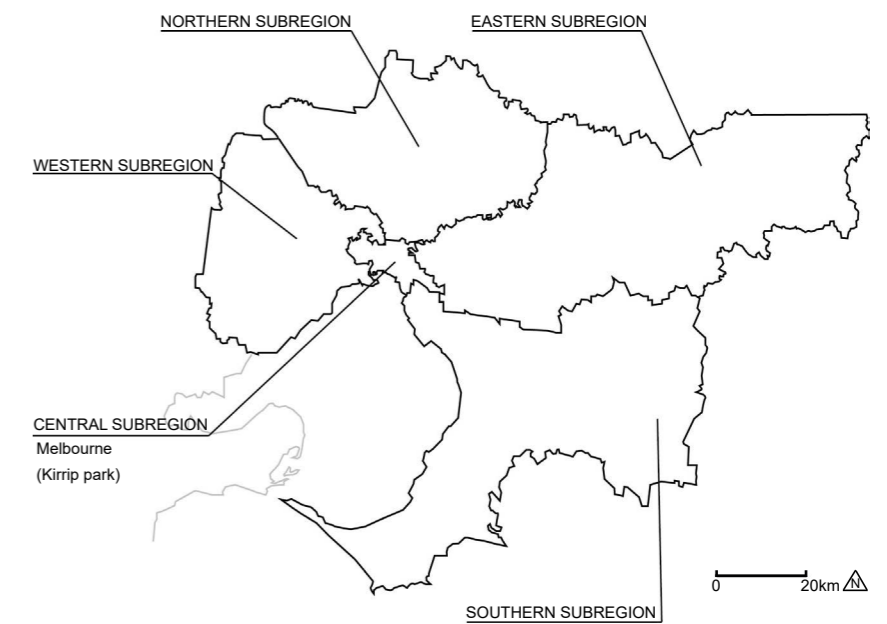 NORTHERN SUBREGION
EASTERN SUBREGION
WESTERN SUBREGION
CENTRAL SUBREGION
Melbourne
(Kirrip park)
0 20km N
SOUTHERN SUBREGION